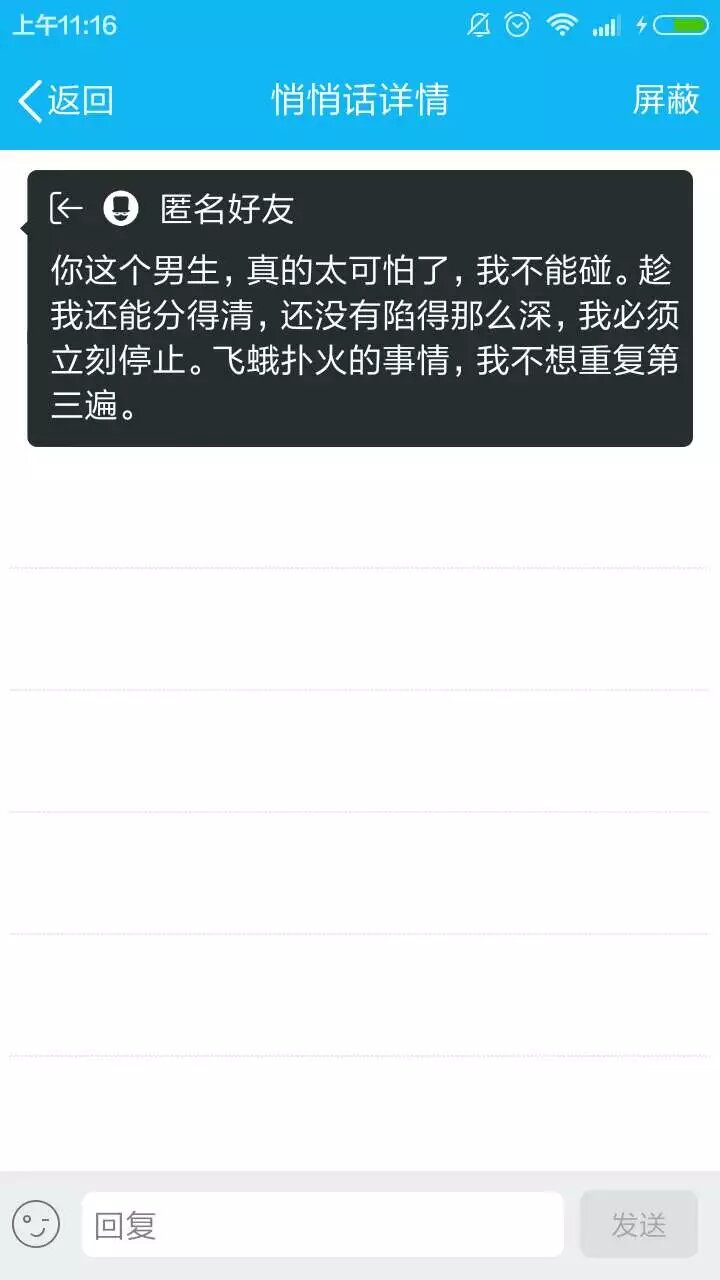 上午11:16
返回
悄悄话详情
屏蔽
匿名好友
你这个男生，真的太可怕了，我不能碰。趁
我还能分得清，还没有陷得那么深，我必须
立刻停止。飞蛾扑火的事情，我不想重复第
三遍。
回复
发送